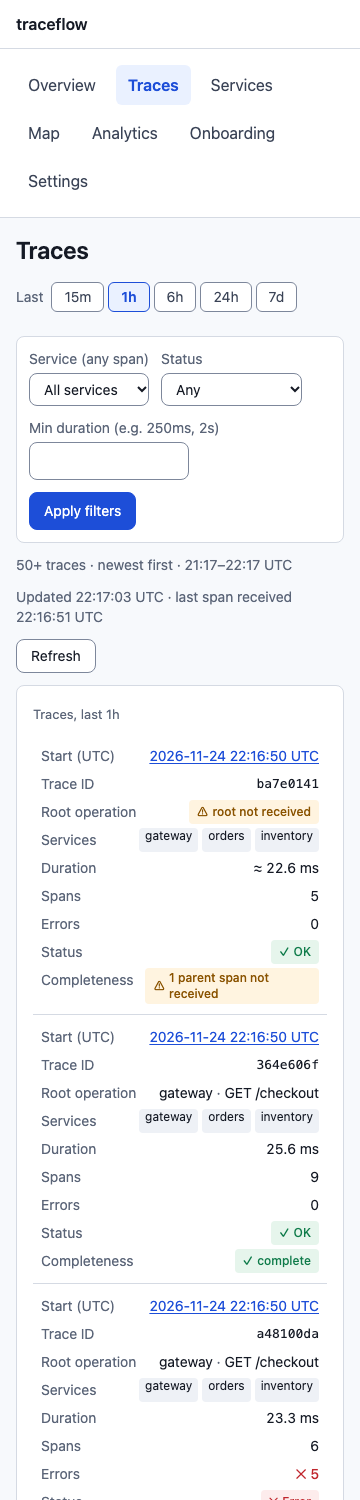 traceflow
Overview Traces Services
Map Analytics Onboarding
Settings
Traces
Last 15m 1h 6h 24h 7d
Service (any span) Status
All services Any
Min duration (e.g. 250ms, 2s)
Apply filters
50+ traces · newest first · 21:17–22:17 UTC
Updated 22:17:03 UTC · last span received
22:16:51 UTC
Refresh
Traces, last 1h
Start (UTC) 2026-11-24 22:16:50 UTC
Trace ID ba7e0141
Root operation ⚠ root not received
Services gateway orders inventory
Duration ≈ 22.6 ms
Spans 5
Errors 0
Status ✓ OK
Completeness ⚠ 1 parent span not
received
Start (UTC) 2026-11-24 22:16:50 UTC
Trace ID 364e606f
Root operation gateway · GET /checkout
Services gateway orders inventory
Duration 25.6 ms
Spans 9
Errors 0
Status ✓ OK
Completeness ✓ complete
Start (UTC) 2026-11-24 22:16:50 UTC
Trace ID a48100da
Root operation gateway · GET /checkout
Services gateway orders inventory
Duration 23.3 ms
Spans 6
Errors ✕ 5
Status ✕ Error